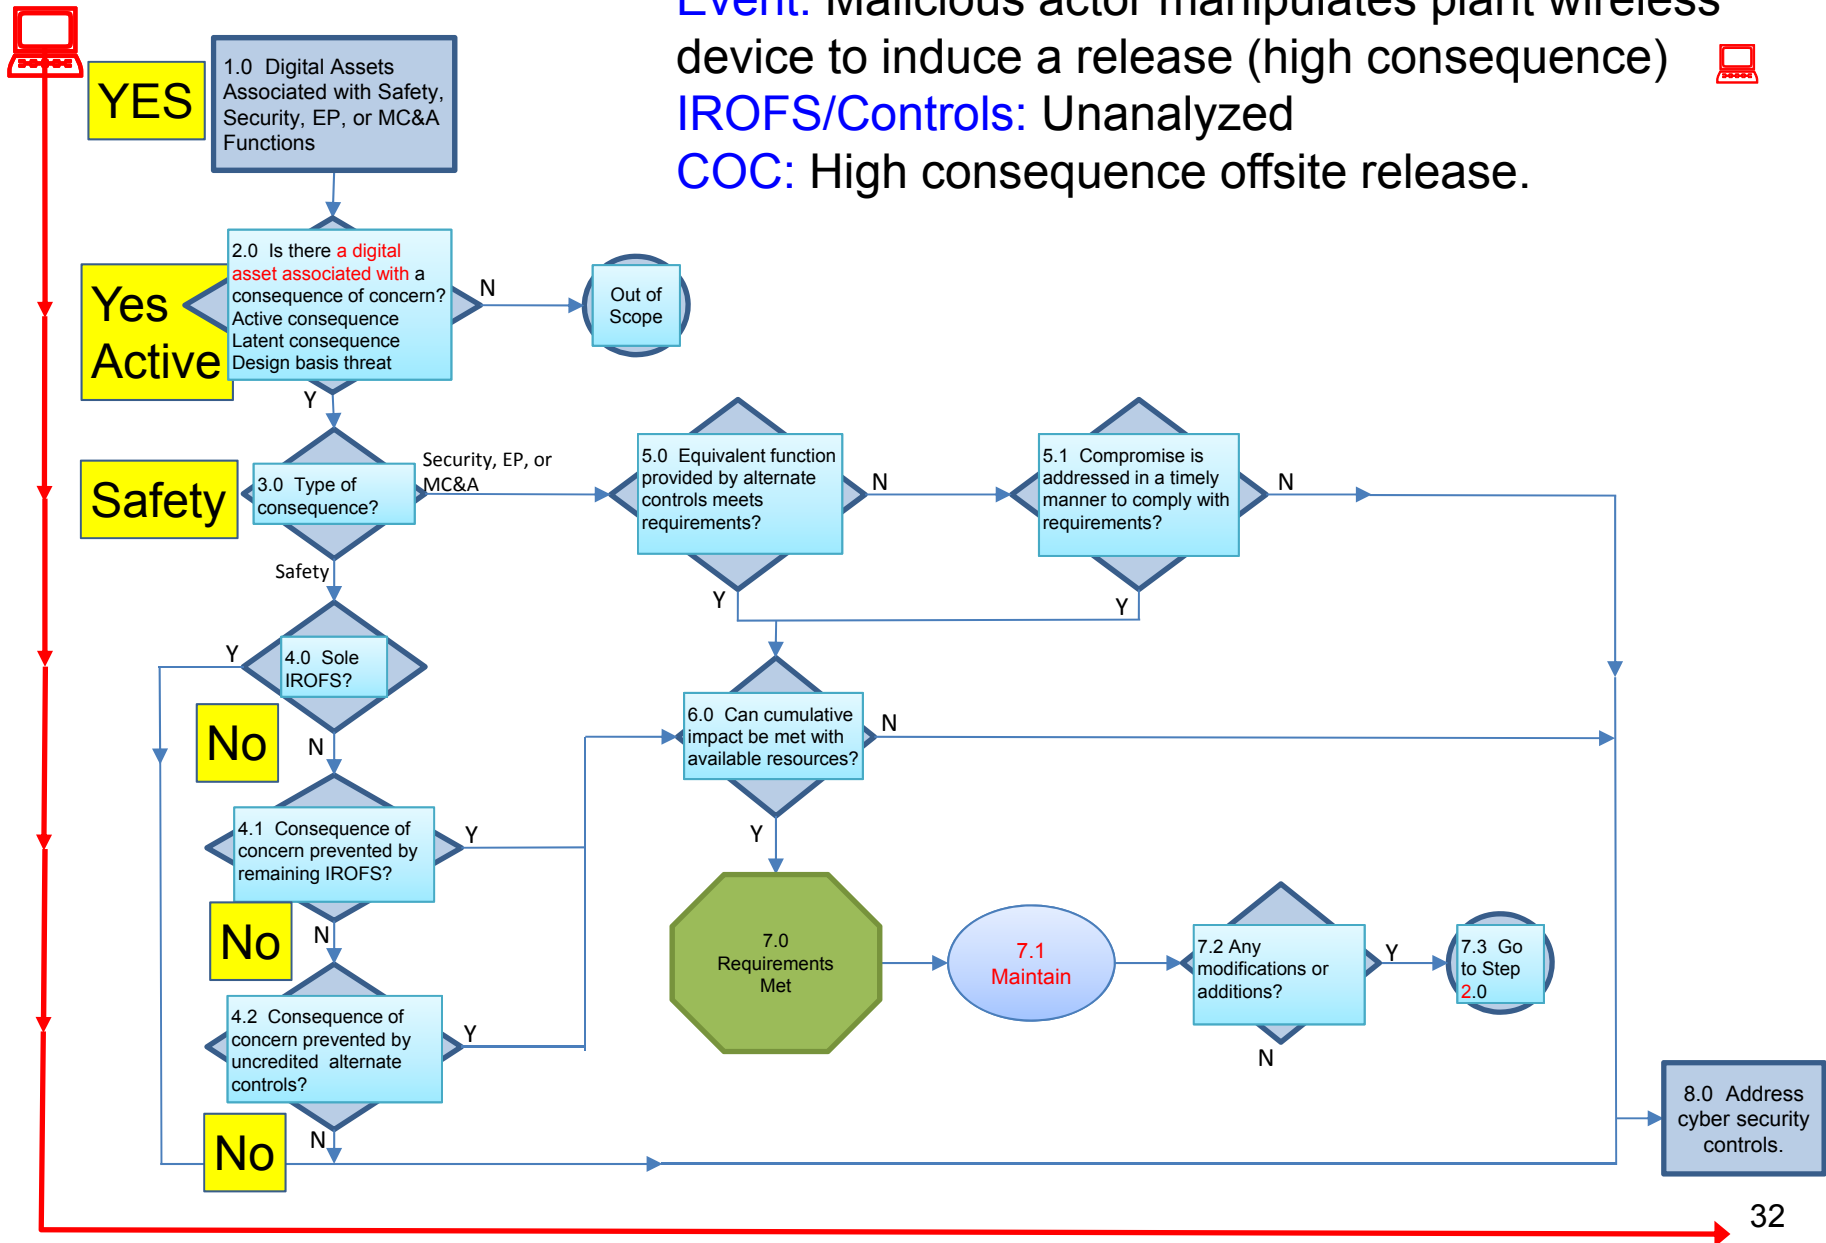 Event: Malicious actor manipulates plant wireless
device to induce a release (high consequence)
IROFS/Controls: Unanalyzed
COC: High consequence offsite release.
YES
1.0 Digital Assets
Associated with Safety,
Security, EP, or MC&A
Functions
Yes
Active
2.0 Is there a digital
asset associated with a
consequence of concern?
Active consequence
Latent consequence
Design basis threat
N
Out of
Scope
Y
Safety
3.0 Type of
consequence?
Security, EP, or
MC&A
5.0 Equivalent function
provided by alternate
controls meets
requirements?
N
5.1 Compromise is
addressed in a timely
manner to comply with
requirements?
N
Safety
Y
Y
Y
4.0 Sole
IROFS?
No
N
6.0 Can cumulative
impact be met with
available resources?
N
Y
4.1 Consequence of
concern prevented by
remaining IROFS?
Y
No
N
7.0
Requirements
Met
7.1
Maintain
7.2 Any
modifications or
additions?
Y
7.3 Go
to Step
2.0
N
4.2 Consequence of
concern prevented by
uncredited alternate
controls?
Y
No
N
8.0 Address
cyber security
controls.
32